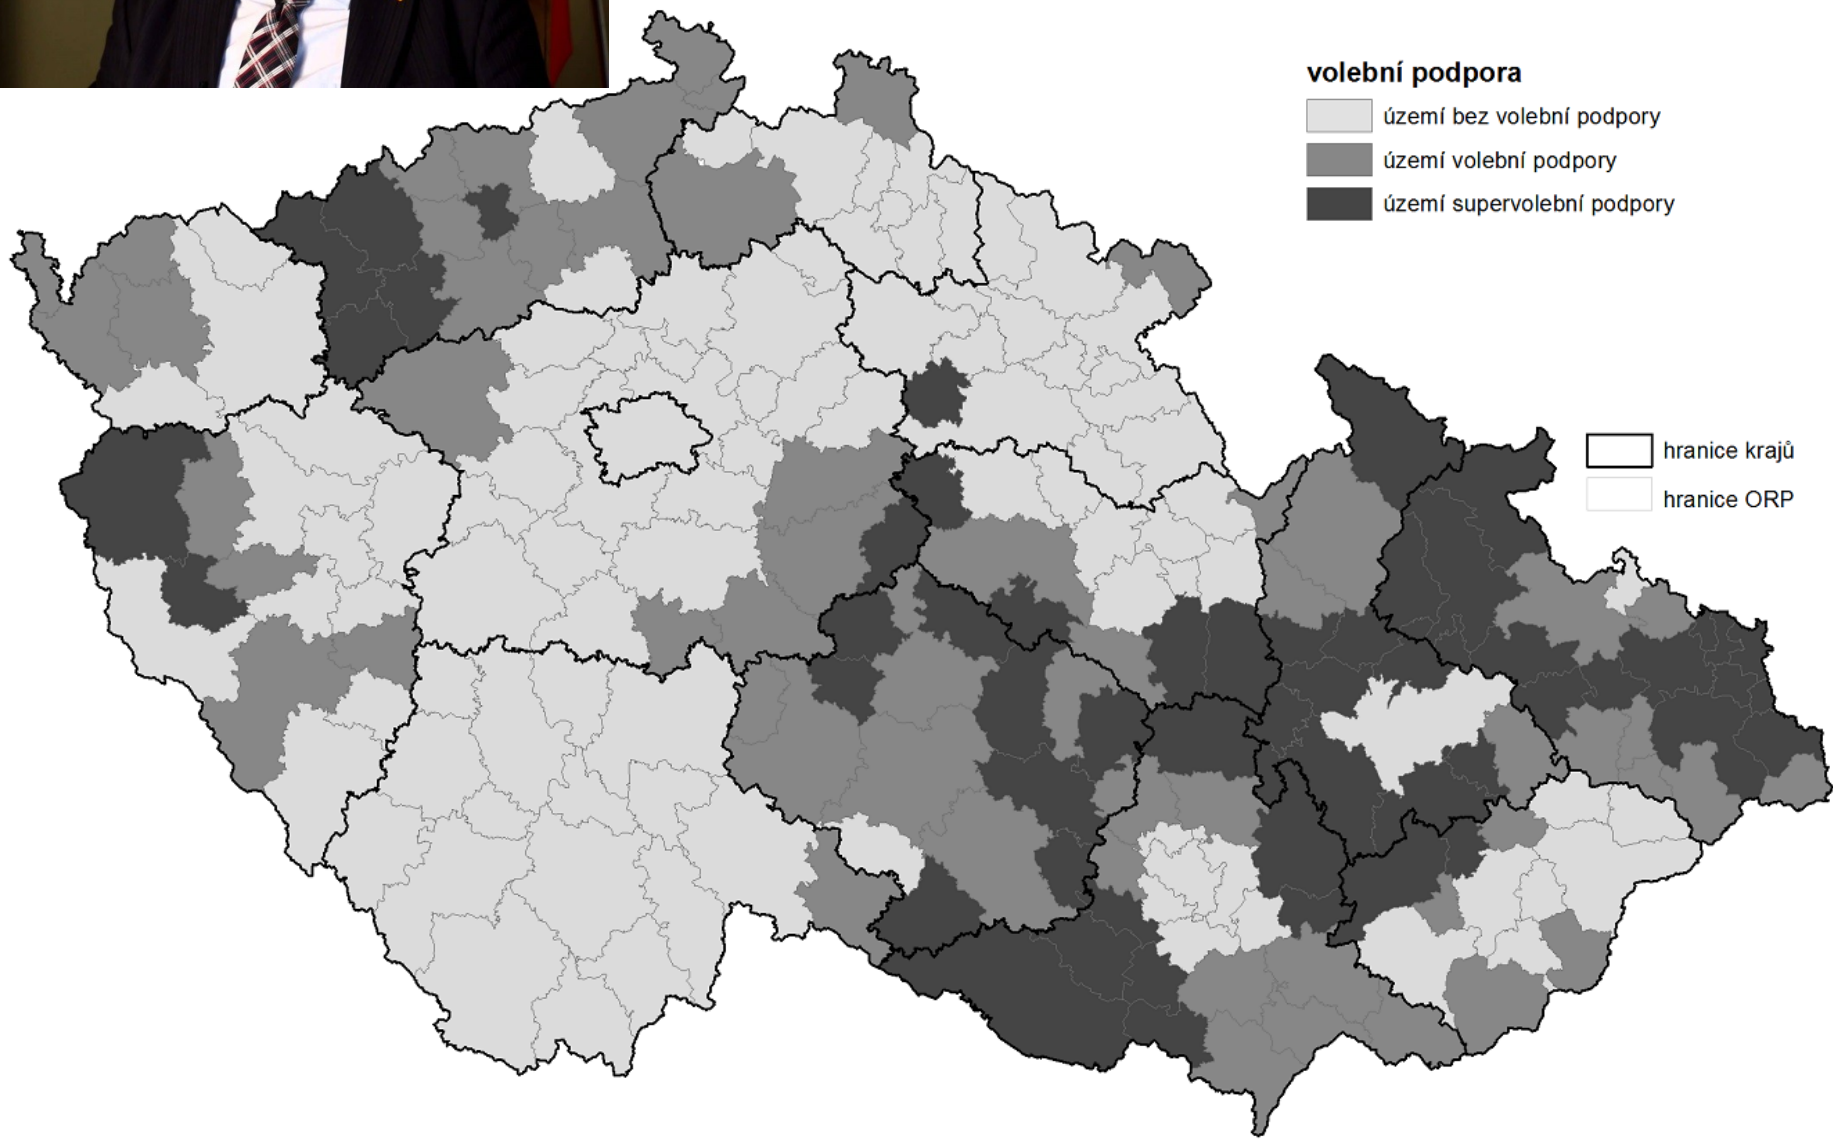 volební podpora
území bez volební podpory
území volební podpory
území supervolební podpory
hranice krajů
hranice ORP